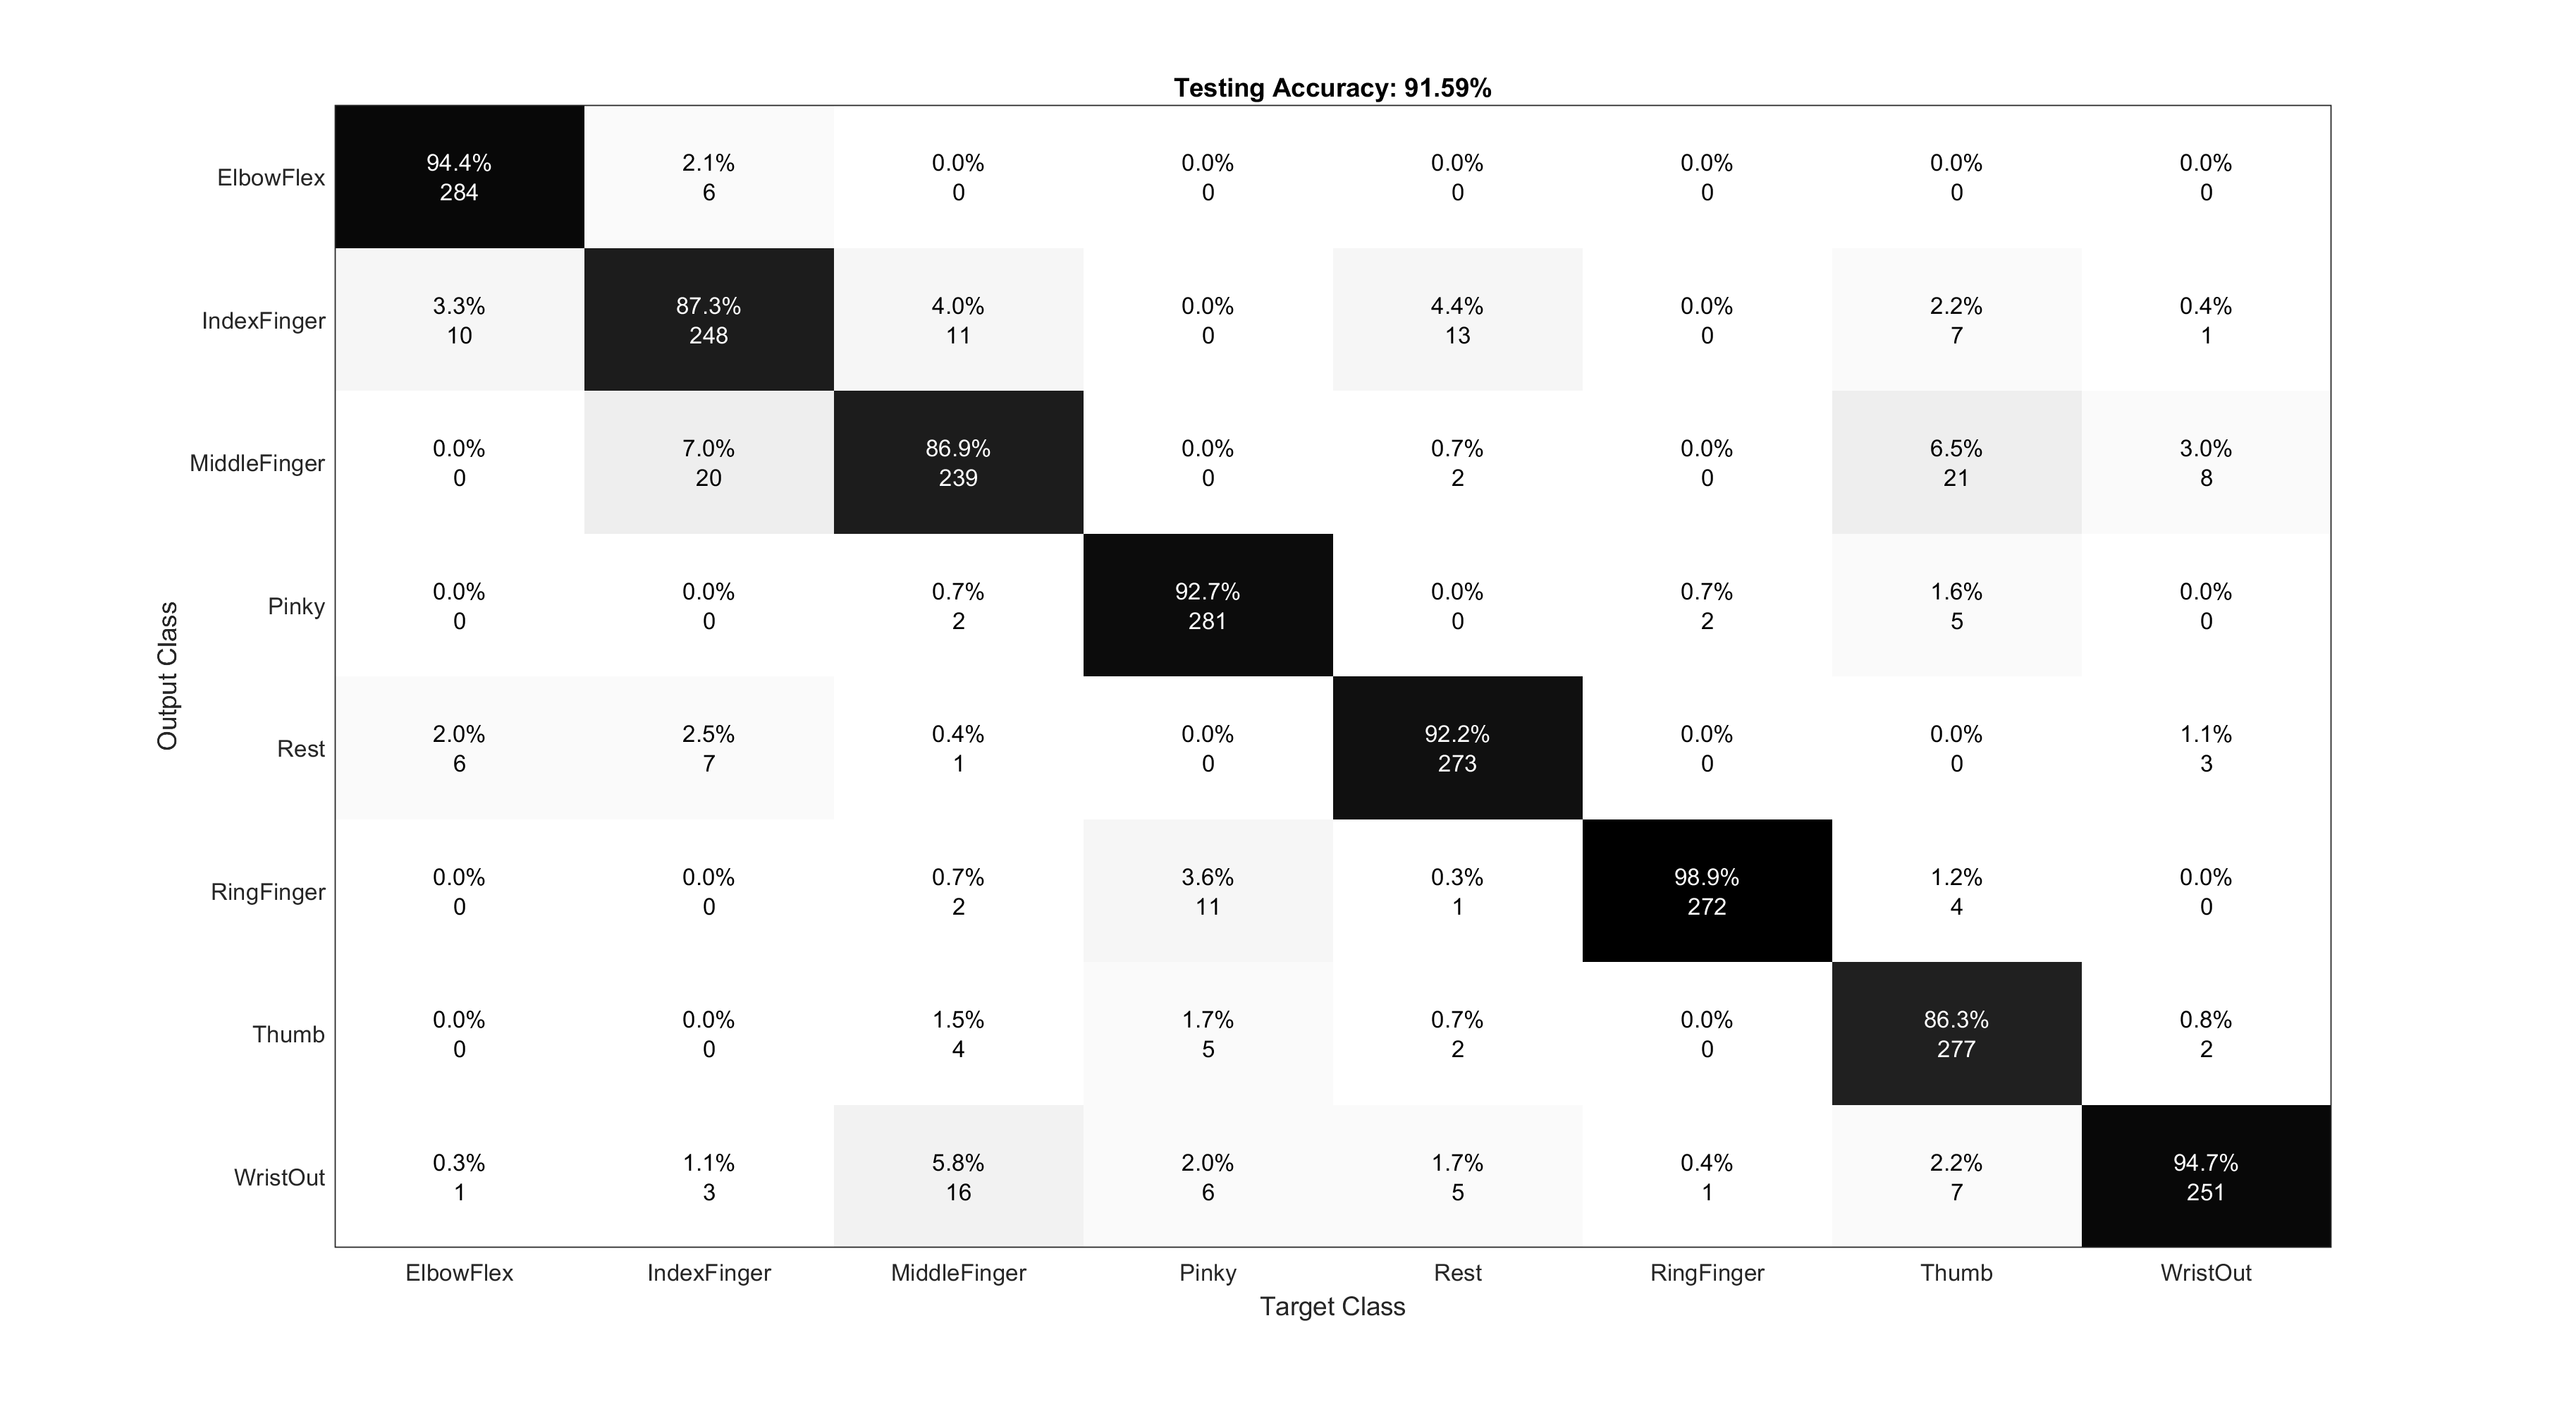 Testing Accuracy: 91.59%
94.4% 2.1% 0.0% 0.0% 0.0% 0.0% 0.0% 0.0%
ElbowFlex
284 6 0 0 0 0 0 0
3.3% 87.3% 4.0% 0.0% 4.4% 0.0% 2.2% 0.4%
IndexFinger
10 248 11 0 13 0 7 1
0.0% 7.0% 86.9% 0.0% 0.7% 0.0% 6.5% 3.0%
MiddleFinger
0 20 239 0 2 0 21 8
0.0% 0.0% 0.7% 92.7% 0.0% 0.7% 1.6% 0.0%
Pinky
0 0 2 281 0 2 5 0
Output Class
2.0% 2.5% 0.4% 0.0% 92.2% 0.0% 0.0% 1.1%
Rest
6 7 1 0 273 0 0 3
0.0% 0.0% 0.7% 3.6% 0.3% 98.9% 1.2% 0.0%
RingFinger
0 0 2 11 1 272 4 0
0.0% 0.0% 1.5% 1.7% 0.7% 0.0% 86.3% 0.8%
Thumb
0 0 4 5 2 0 277 2
0.3% 1.1% 5.8% 2.0% 1.7% 0.4% 2.2% 94.7%
WristOut
1 3 16 6 5 1 7 251
ElbowFlex IndexFinger MiddleFinger Pinky Rest RingFinger Thumb WristOut
Target Class